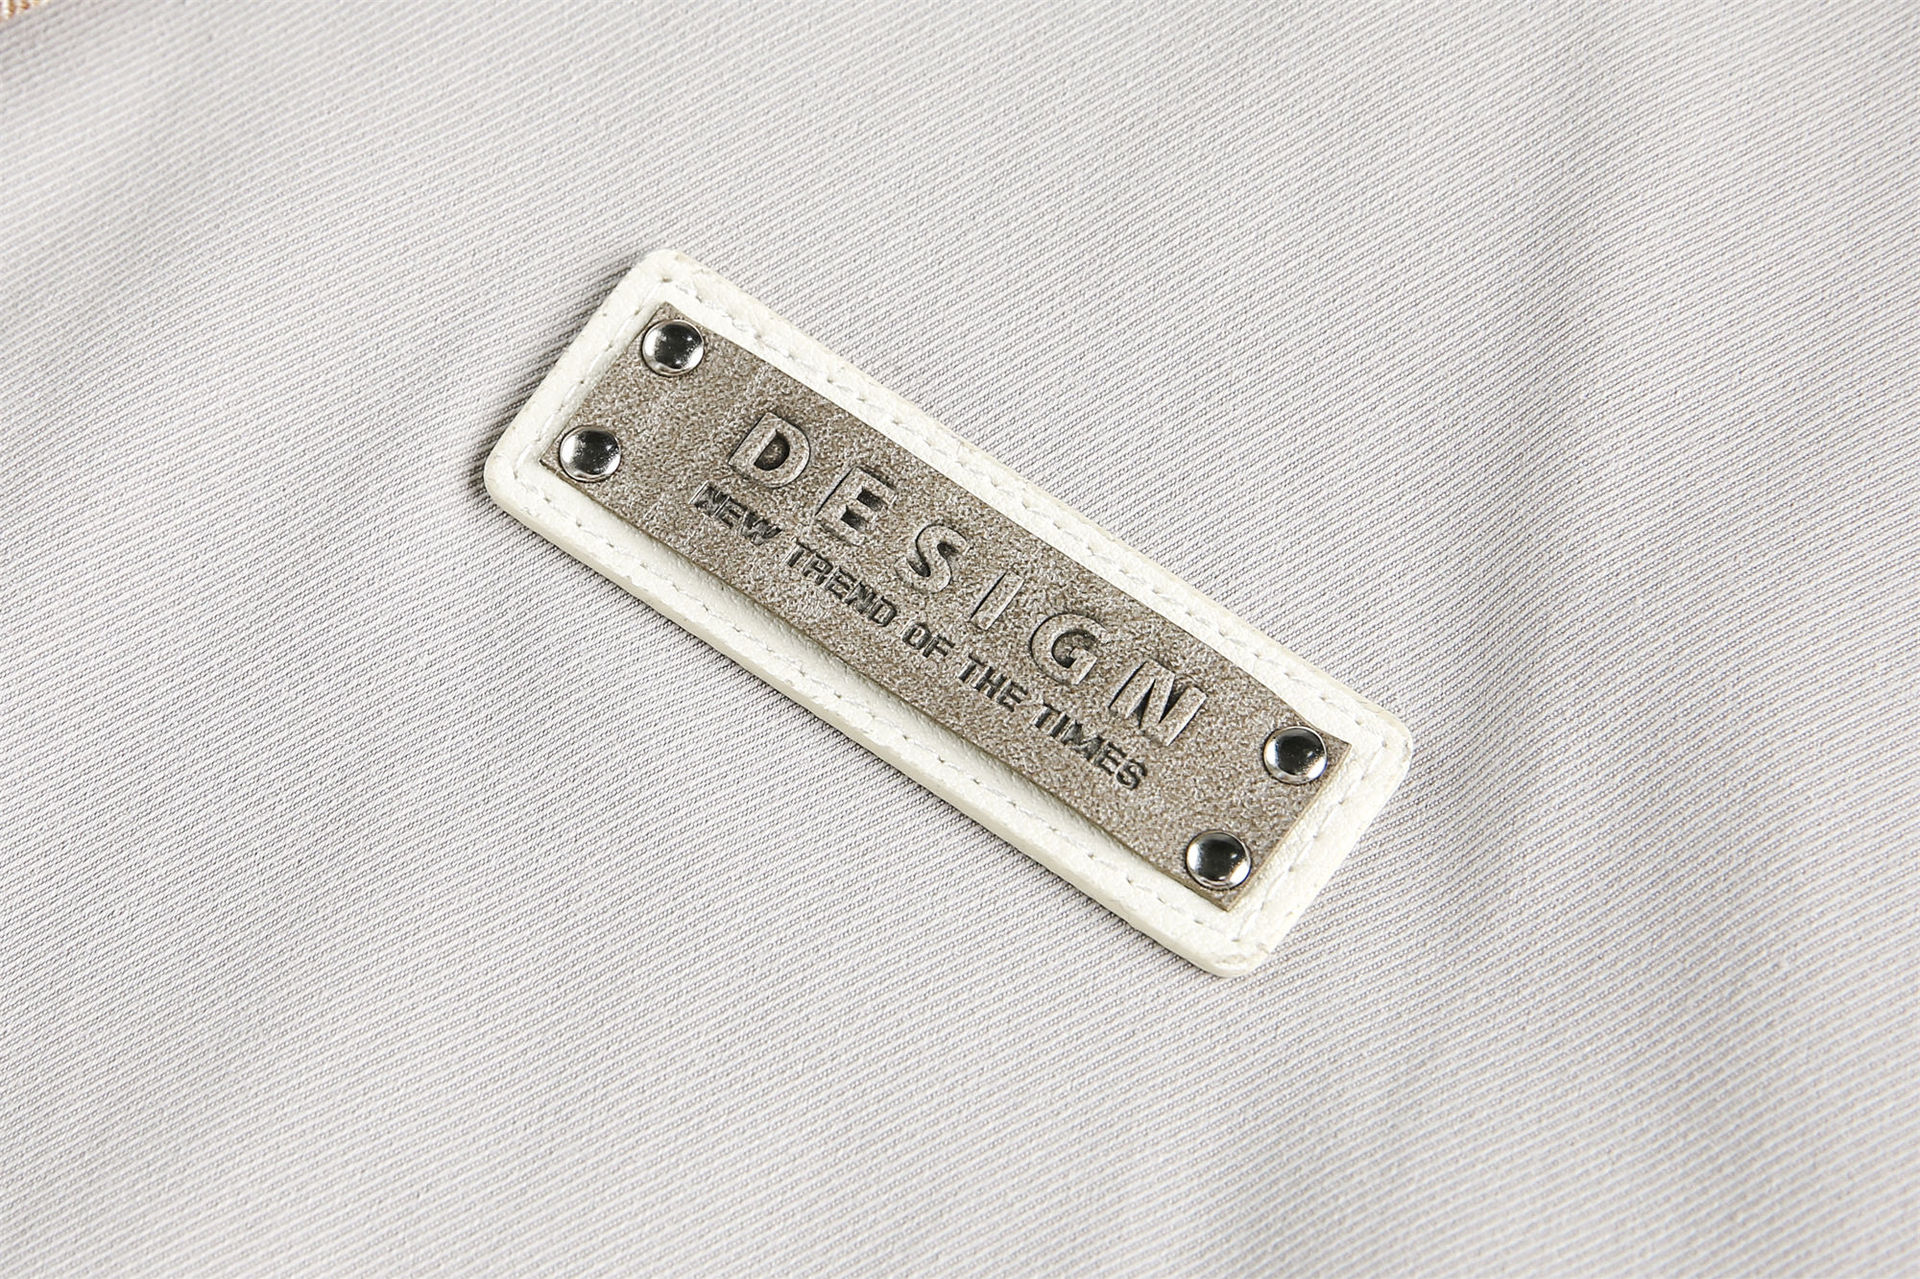 DESIGN
NEW TREND OF THE TIMES